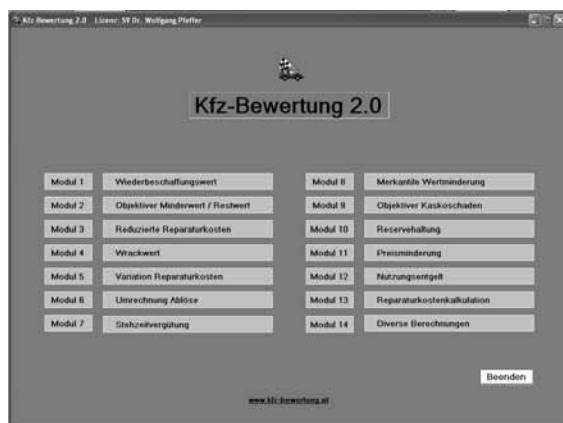 Kfz-Bewertung 2.0 Lizenz: SV Dr. Wolfgang Pfeffer
Kfz-Bewertung 2.0
Modul 1 Wiederbeschaffungswert
Modul 2 Objektiver Minderwert / Restwert
Modul 3 Reduzierte Reparaturkosten
Modul 4 Wrackwert
Modul 5 Variation Reparaturkosten
Modul 6 Umrechnung Ablöse
Modul 7 Stehzeitvergütung
Modul 8 Merkantile Wertminderung
Modul 9 Objektiver Kaskoschaden
Modul 10 Reservehaltung
Modul 11 Preisminderung
Modul 12 Nutzungsentgelt
Modul 13 Reparaturkostenkalkulation
Modul 14 Diverse Berechnungen
Beenden
www.kfz-bewertung.at